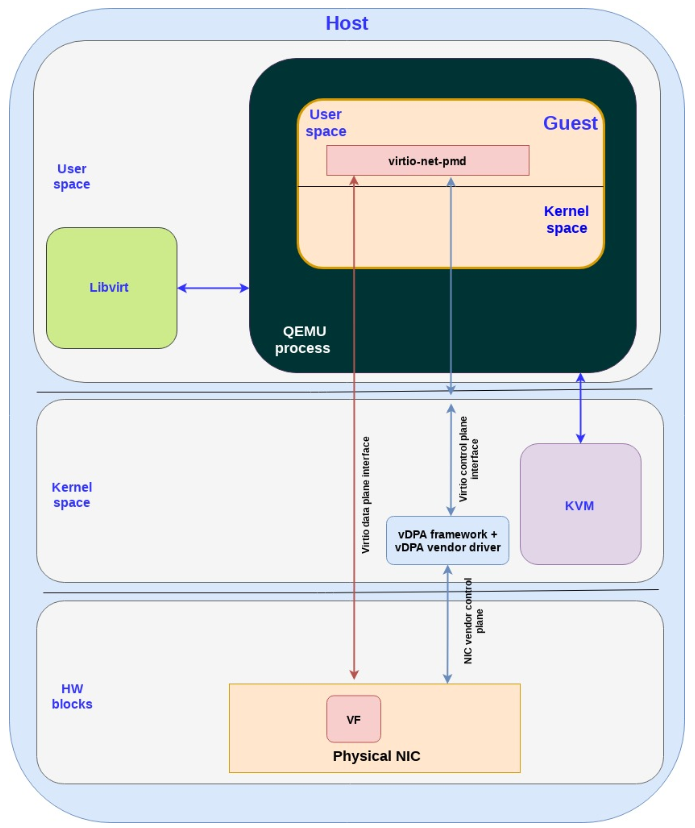 Host
User
space
Guest
virtio-net-pmd
User
space
Kernel
space
Libvirt
QEMU
process
Virtio data plane interface
Virtio control plane
interface
Kernel
space
KVM
vDPA framework +
vDPA vendor driver
NIC vendor control
plane
HW
blocks
VF
Physical NIC